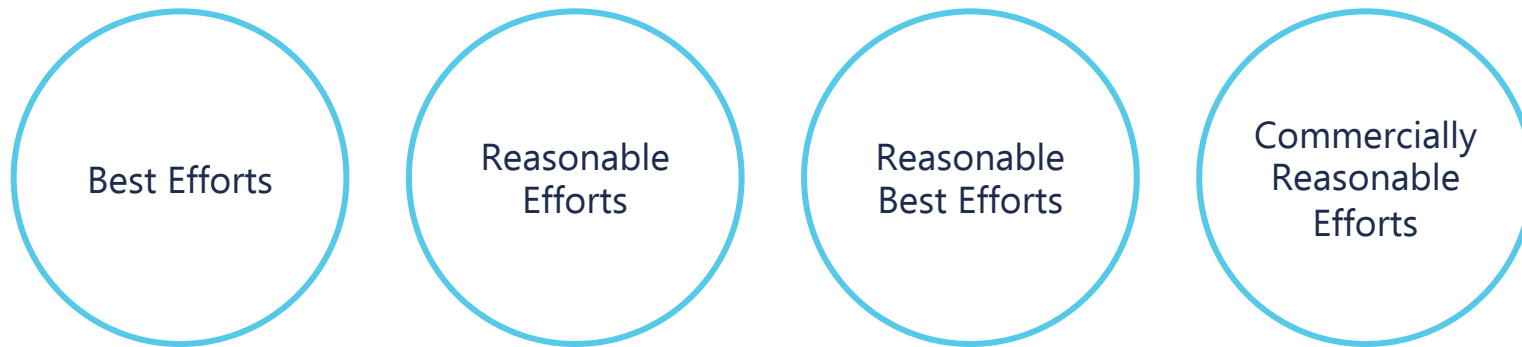 Best Efforts
Reasonable
Efforts
Reasonable
Best Efforts
Commercially
Reasonable
Efforts